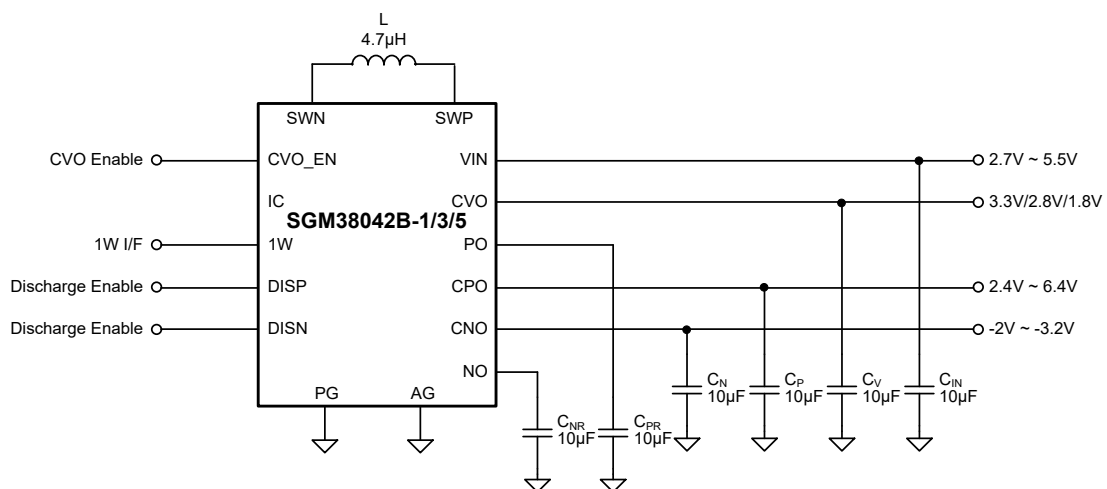 L
4.7µH
SWN
SWP
CVO Enable
CVO_EN
VIN
2.7V ~ 5.5V
IC
CVO
3.3V/2.8V/1.8V
SGM38042B-1/3/5
1W I/F
1W
PO
Discharge Enable
DISP
CPO
2.4V ~ 6.4V
Discharge Enable
DISN
CNO
-2V ~ -3.2V
NO
PG
AG
CN
10µF
CP
10µF
CV
10µF
CIN
10µF
CNR
10µF
CPR
10µF